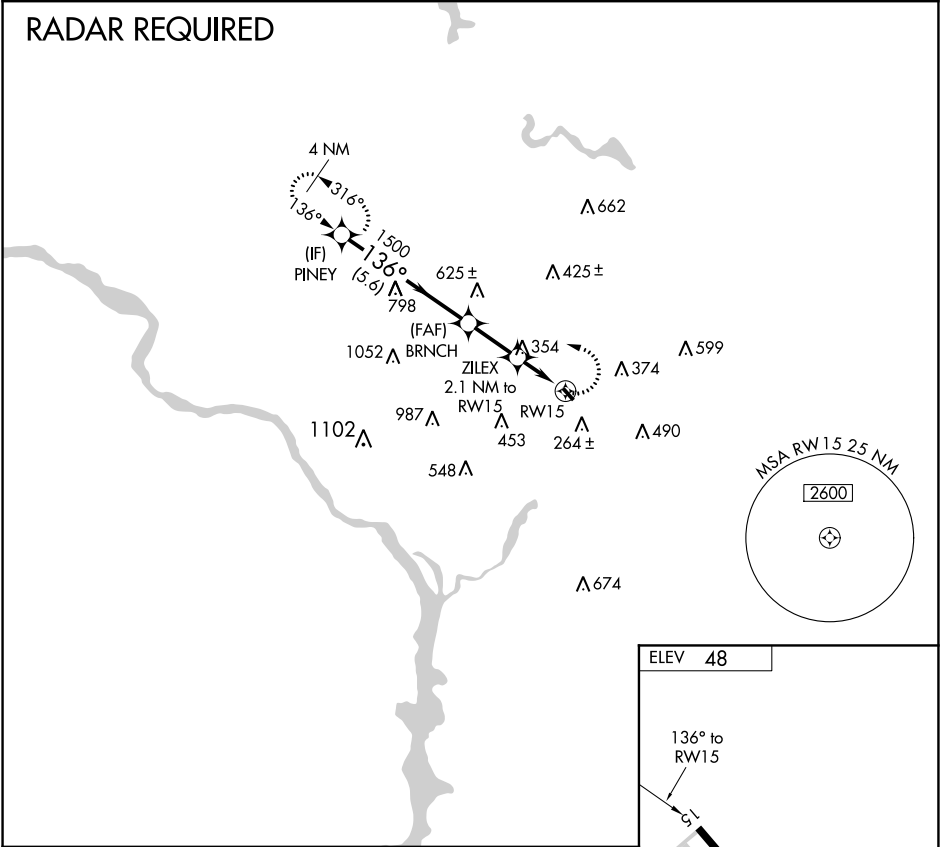 RADAR REQUIRED
4 NM
316°
136°
(IF)
PINEY
1500
136°
(5.6)
798
625 ±
662
425 ±
(FAF)
BRNCH
1052
354
599
374
ZILEX
2.1 NM to
RW15
RW15
987
453
264 ±
490
1102
548
MSA RW 15 25 NM
2600
674
ELEV 48
136° to
RW15
15